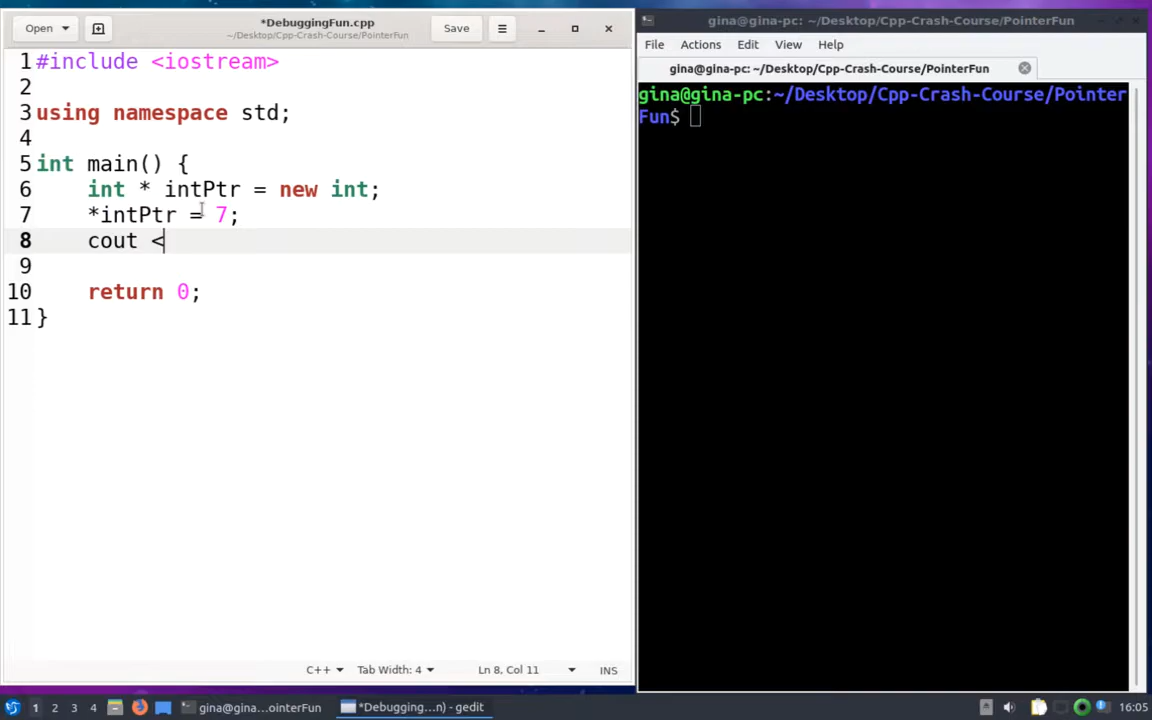 Open
*DebuggingFun.cpp
~/Desktop/Cpp-Crash-Course/PointerFun
Save
1 #include <iostream>
2
3 using namespace std;
4
5 int main() {
6 int * intPtr = new int;
7 *intPtr = 7;
8 cout <
9
10 return 0;
11 }
C++ Tab Width: 4 Ln 8, Col 11 INS
gina@gina-pc: ~/Desktop/Cpp-Crash-Course/PointerFun
File Actions Edit View Help
gina@gina-pc: ~/Desktop/Cpp-Crash-Course/PointerFun
gina@gina-pc:~/Desktop/Cpp-Crash-Course/Pointer
Fun$
1 2 3 4 gina@gina...ointerFun *Debugging...n) - gedit 16:05